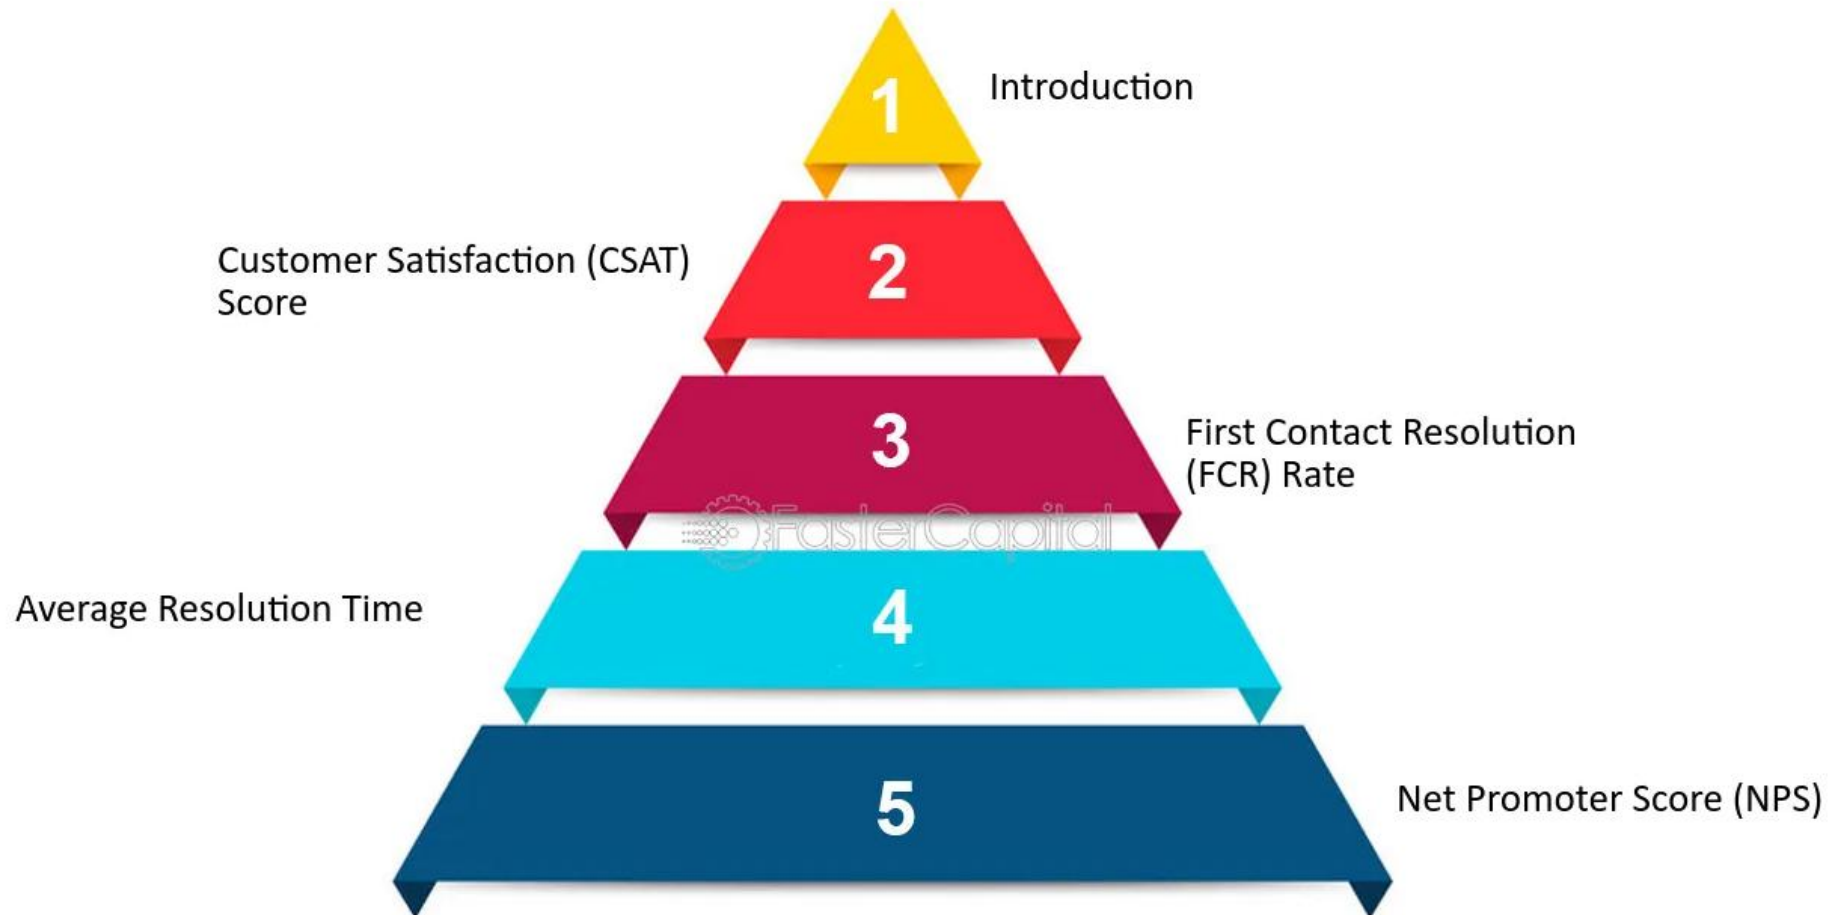 1
Introduction
Customer Satisfaction (CSAT)
Score
2
3
First Contact Resolution
(FCR) Rate
FasterCapital
Average Resolution Time
4
5
Net Promoter Score (NPS)